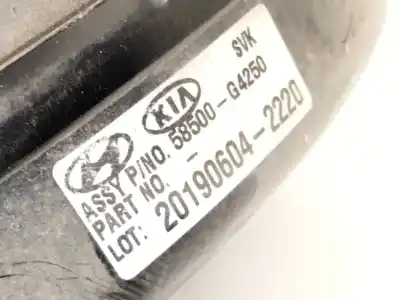 KIA SVK
ASSY P/NO. 58500-G4250
PART NO. -
LOT: 20190604-2220